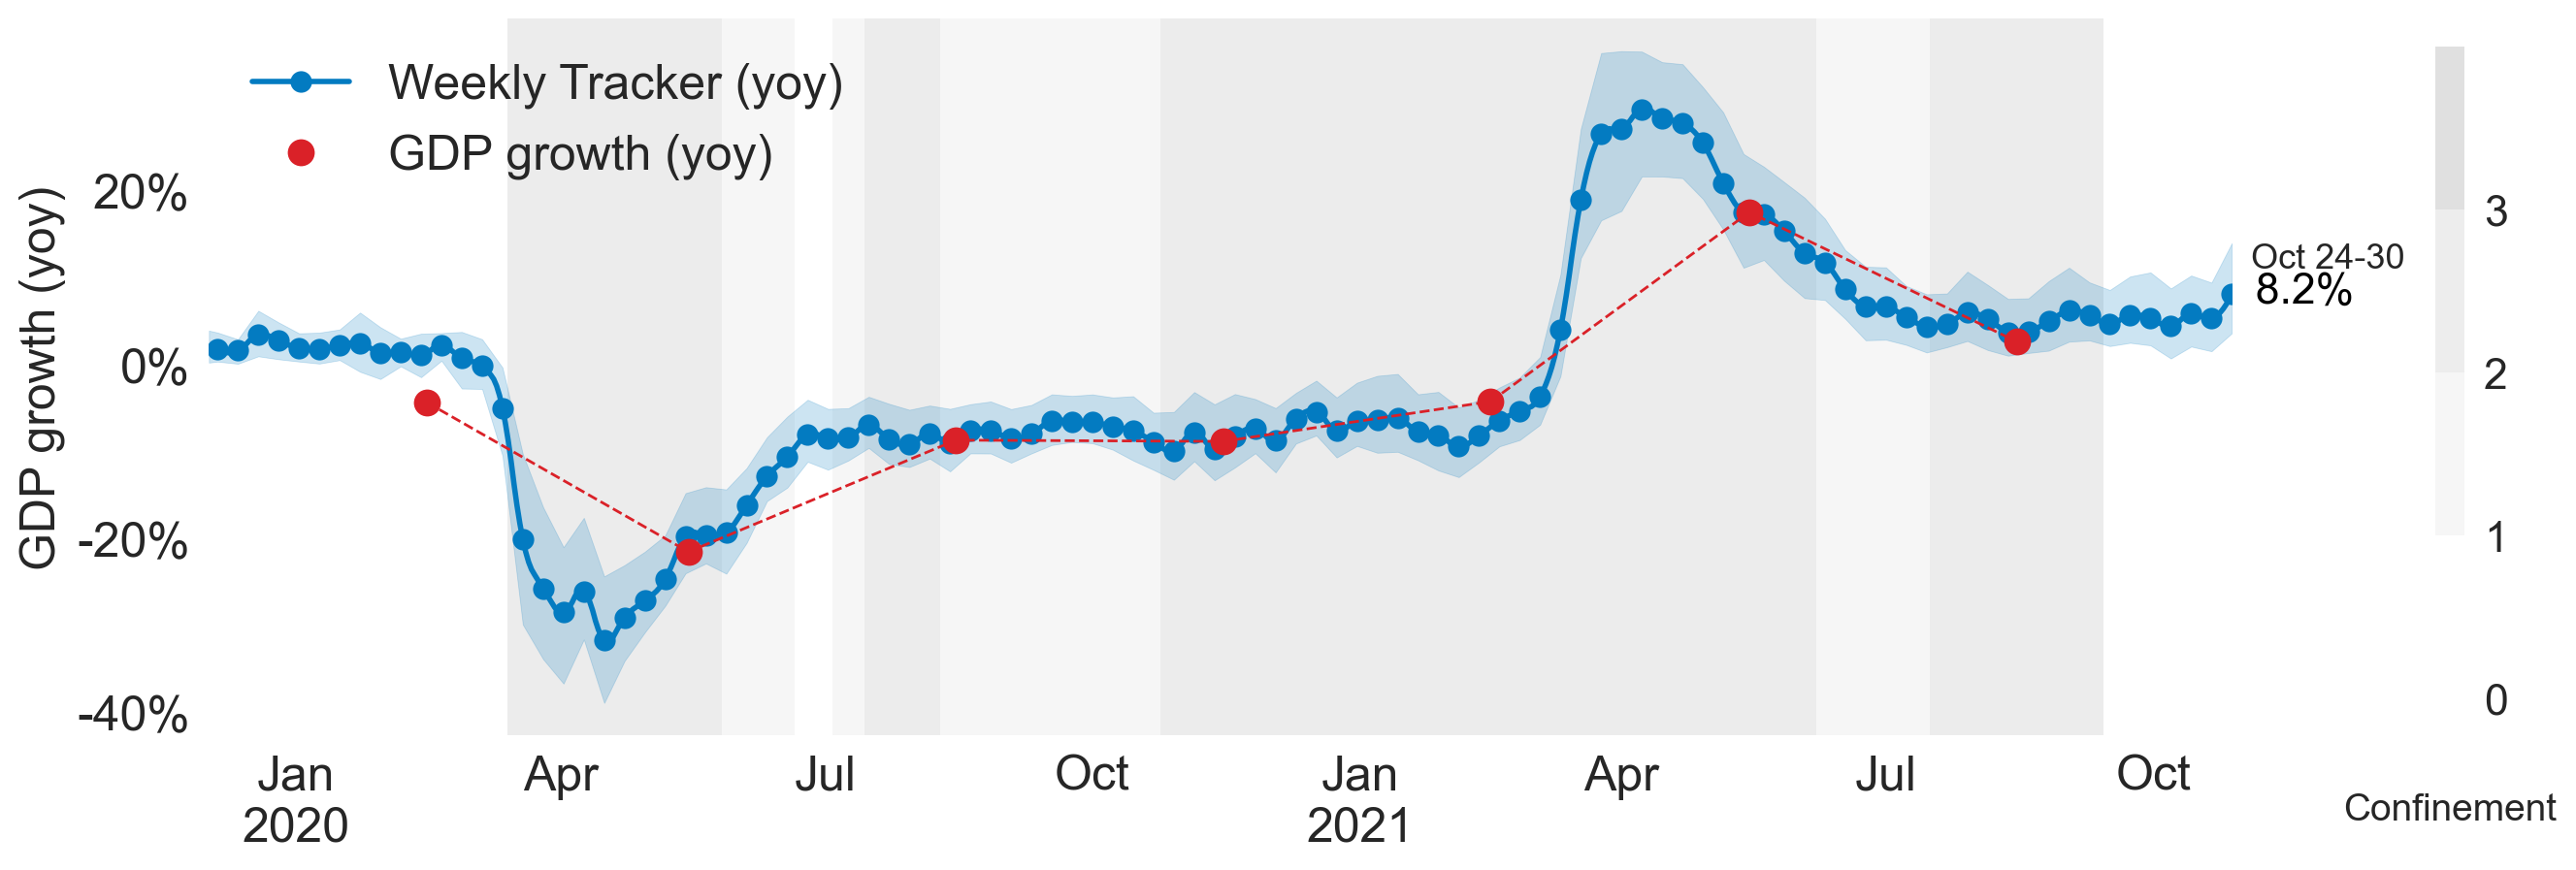 Weekly Tracker (yoy)
GDP growth (yoy)
GDP growth (yoy)
20%
0%
-20%
-40%
Jan
2020
Apr
Jul
Oct
Jan
2021
Apr
Jul
Oct
Oct 24-30
8.2%
3
2
1
0
Confinement